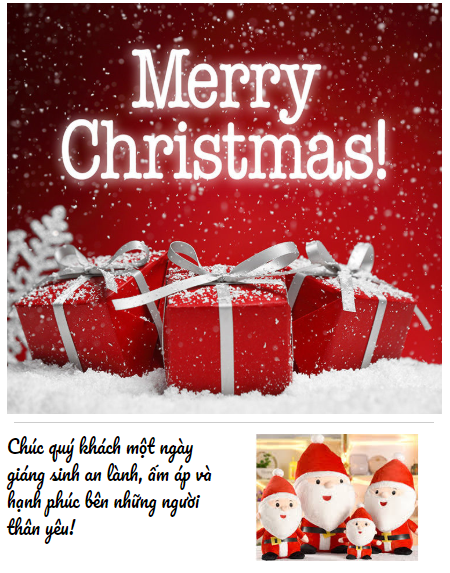 Merry
Christmas!
Chúc quý khách một ngày
giáng sinh an lành, ấm áp và
hạnh phúc bên những người
thân yêu!